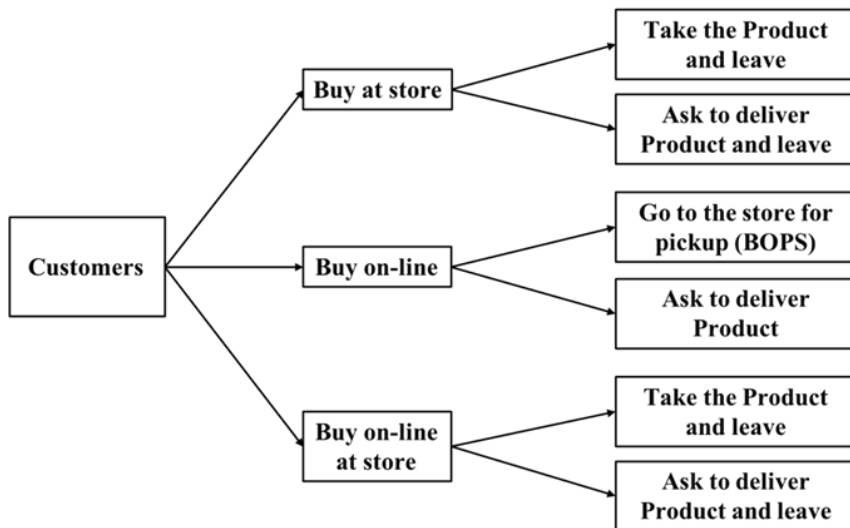 Customers
Buy at store
Take the Product
and leave
Ask to deliver
Product and leave
Buy on-line
Go to the store for
pickup (BOPS)
Ask to deliver
Product
Buy on-line
at store
Take the Product
and leave
Ask to deliver
Product and leave